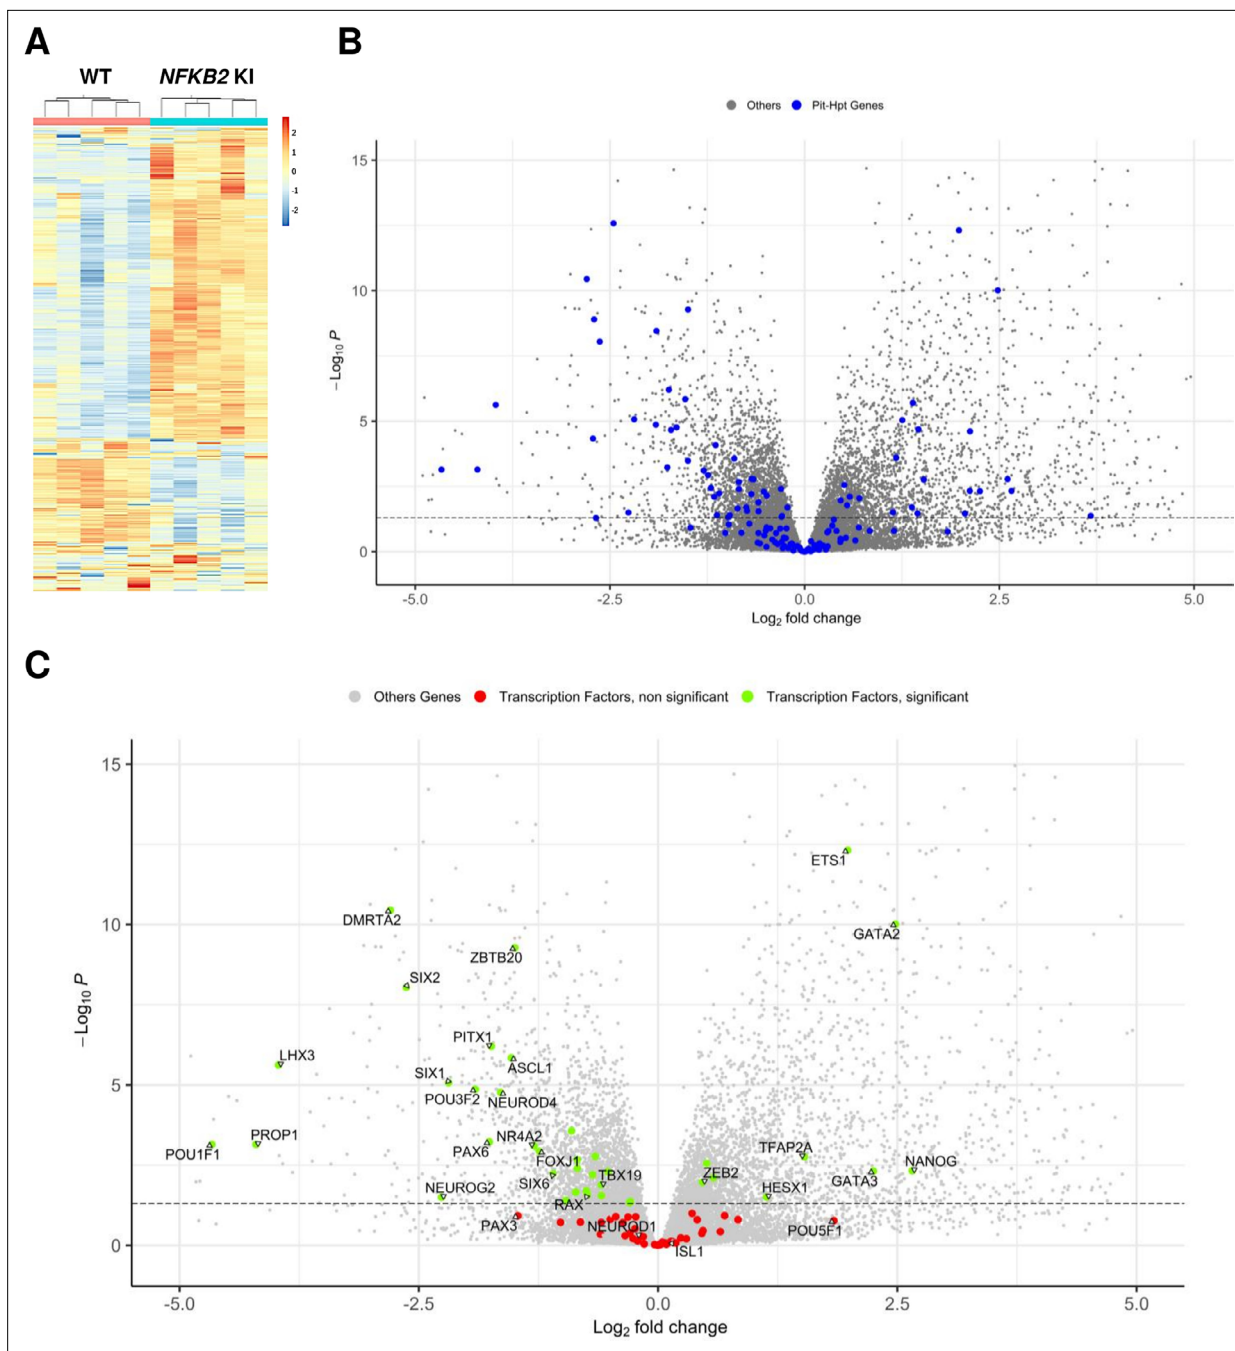 A
B
WT
NFKB2 KI
2
1
0
-1
-2
Others
Pit-Hpt Genes
15
10
5
0
− Log10 P
-5.0
-2.5
0.0
2.5
5.0
Log2 fold change
C
Others Genes
Transcription Factors, non significant
Transcription Factors, significant
15
10
5
0
− Log10 P
ETS1
DMRTA2
GATA2
ZBTB20
SIX2
PITX1
LHX3
ASCL1
SIX1
POU3F2
NEUROD4
PROP1
NR4A2
POU1F1
PAX6
FOXJ1
TFAP2A
NANOG
SIX6
TBX19
ZEB2
GATA3
NEUROG2
HESX1
RAX
PAX3
NEUROD1
POU5F1
ISL1
-5.0
-2.5
0.0
2.5
5.0
Log2 fold change